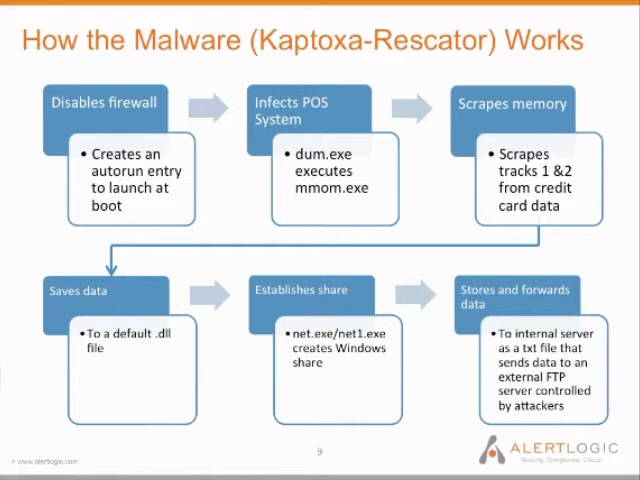 How the Malware (Kaptoxa-Rescator) Works
Disables firewall
• Creates an
autorun entry
to launch at
boot
Infects POS
System
• dum.exe
executes
mmom.exe
Scrapes memory
• Scrapes
tracks 1 &2
from credit
card data
Saves data
• To a default .dll
file
Establishes share
• net.exe/net1.exe
creates Windows
share
Stores and forwards
data
• To internal server
as a txt file that
sends data to an
external FTP
server controlled
by attackers
9
> www.alertlogic.com
ALERTLOGIC
Security. Compliance. Cloud.